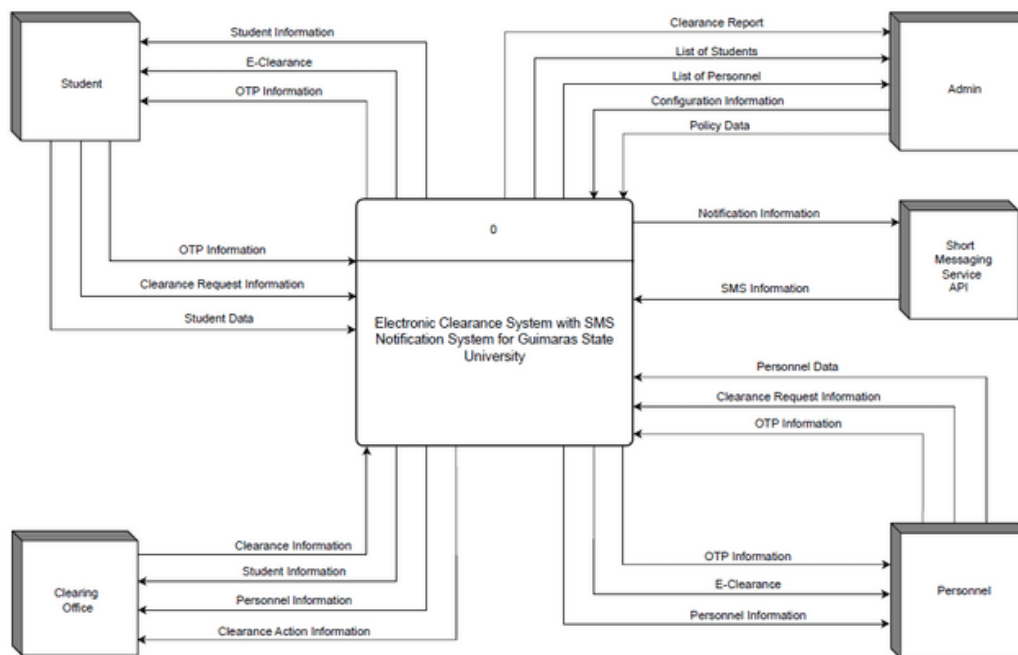 Student Information
E-Clearance
OTP Information
Student
Clearance Report
List of Students
List of Personnel
Configuration Information
Policy Data
Admin
OTP Information
Clearance Request Information
Student Data
0
Electronic Clearance System with SMS
Notification System for Guimaras State
University
Notification Information
SMS Information
Short
Messaging
Service
API
Personnel Data
Clearance Request Information
OTP Information
Clearance Information
Student Information
Personnel Information
Clearance Action Information
Clearing
Office
OTP Information
E-Clearance
Personnel Information
Personnel